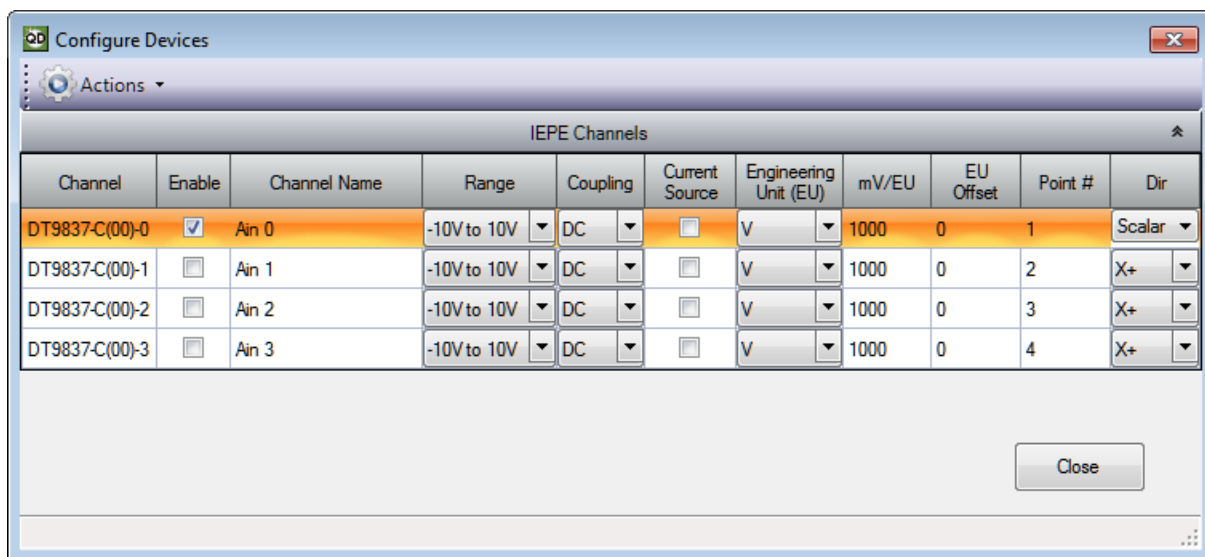 QD Configure Devices
Actions
IEPE Channels
Channel Enable Channel Name Range Coupling Current Source Engineering Unit (EU) mV/EU EU Offset Point # Dir
DT9837-C(00)-0 Ain 0 -10V to 10V DC V 1000 0 1 Scalar
DT9837-C(00)-1 Ain 1 -10V to 10V DC V 1000 0 2 X+
DT9837-C(00)-2 Ain 2 -10V to 10V DC V 1000 0 3 X+
DT9837-C(00)-3 Ain 3 -10V to 10V DC V 1000 0 4 X+
Close